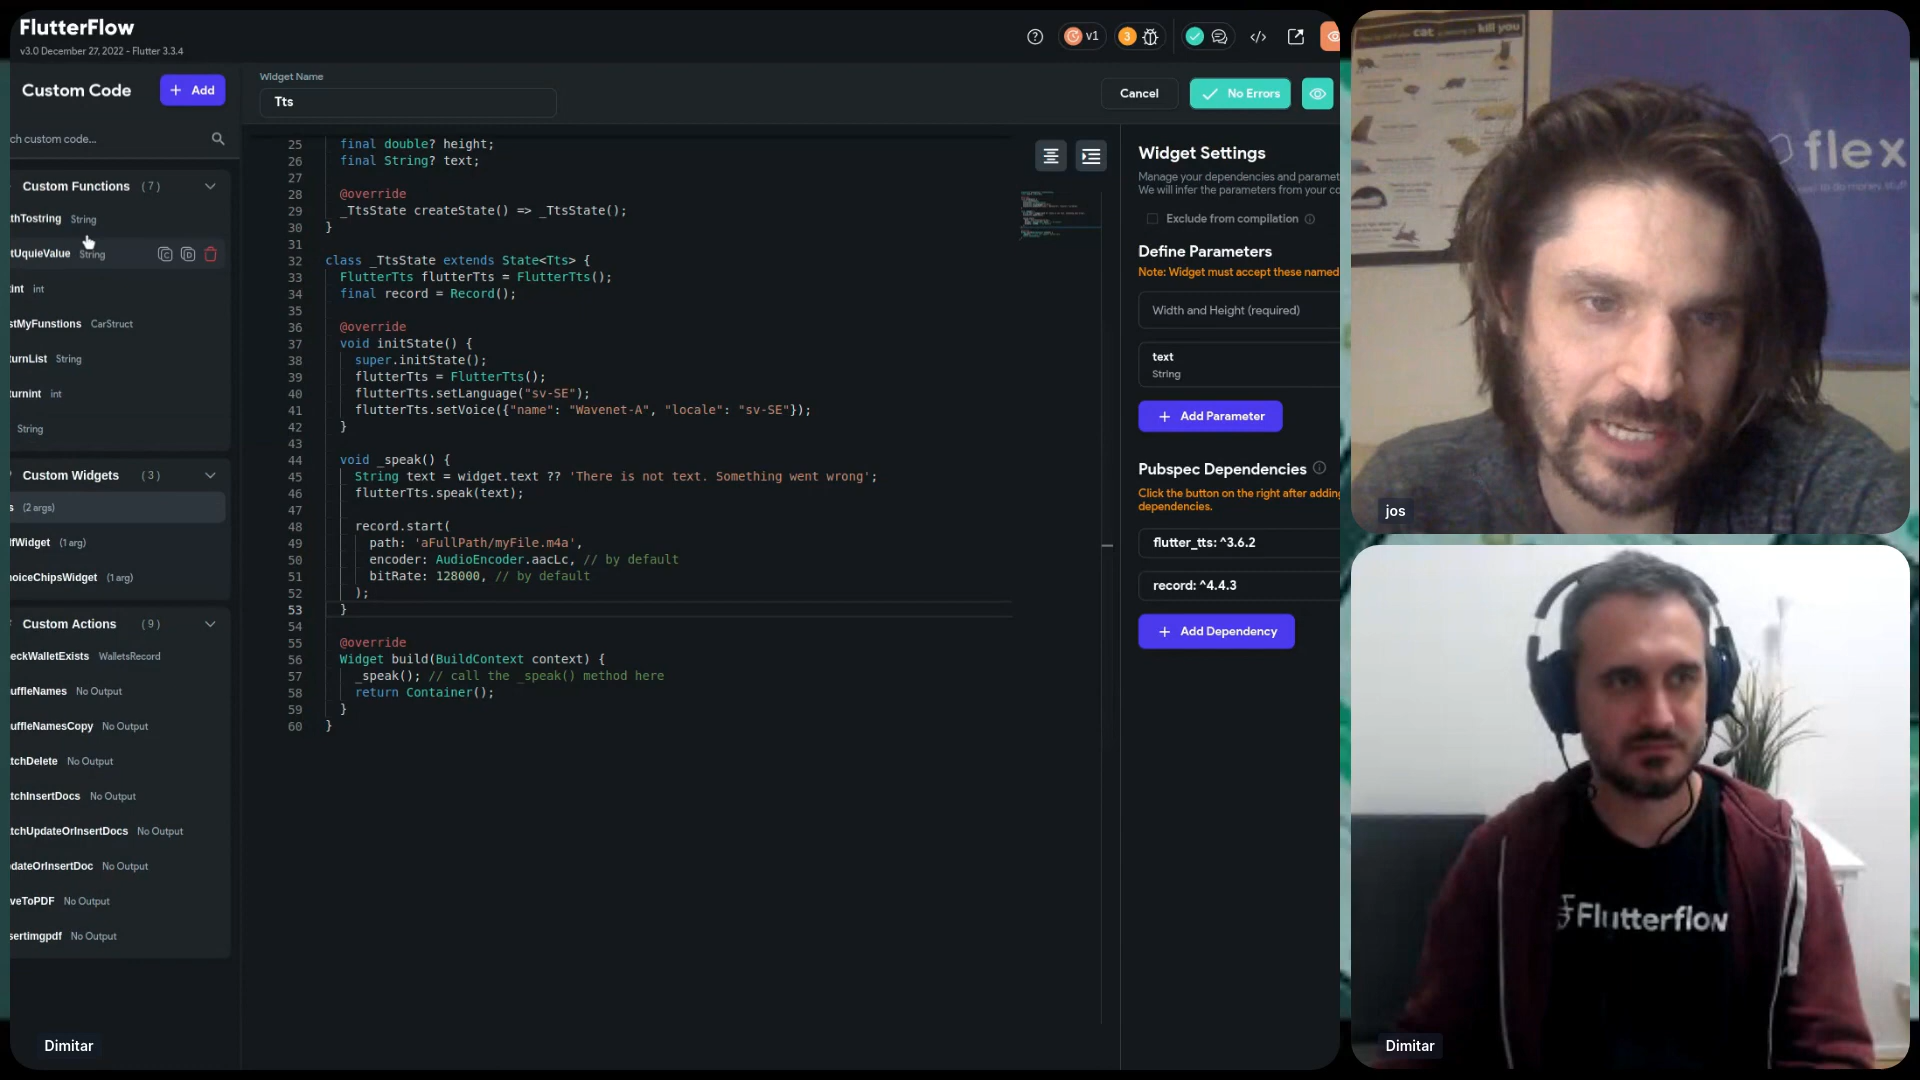 FlutterFlow
v3.0 December 27, 2022 - Flutter 3.3.4
v1
3
Custom Code
+ Add
ch custom code...
Custom Functions (7)
thTostring String
tUquieValue String
int int
stMyFunstions CarStruct
turnList String
turnint int
String
Custom Widgets (3)
s (2 args)
lfWidget (1 arg)
hoiceChipsWidget (1 arg)
Custom Actions (9)
eckWalletExists WalletsRecord
uffleNames No Output
uffleNamesCopy No Output
tchDelete No Output
tchInsertDocs No Output
tchUpdateOrInsertDocs No Output
pdateOrInsertDoc No Output
veToPDF No Output
sertimgpdf No Output
Dimitar
Widget Name
Tts
Cancel
No Errors
25 final double? height;
26 final String? text;
27
28 @override
29 _TtsState createState() => _TtsState();
30 }
31
32 class _TtsState extends State<Tts> {
33 FlutterTts flutterTts = FlutterTts();
34 final record = Record();
35
36 @override
37 void initState() {
38 super.initState();
39 flutterTts = FlutterTts();
40 flutterTts.setLanguage("sv-SE");
41 flutterTts.setVoice({"name": "Wavenet-A", "locale": "sv-SE"});
42 }
43
44 void _speak() {
45 String text = widget.text ?? 'There is not text. Something went wrong';
46 flutterTts.speak(text);
47
48 record.start(
49 path: 'aFullPath/myFile.m4a',
50 encoder: AudioEncoder.aacLc, // by default
51 bitRate: 128000, // by default
52 );
53 }
54
55 @override
56 Widget build(BuildContext context) {
57 _speak(); // call the _speak() method here
58 return Container();
59 }
60 }
Widget Settings
Manage your dependencies and paramet
We will infer the parameters from your co
Exclude from compilation
Define Parameters
Note: Widget must accept these named
Width and Height (required)
text
String
+ Add Parameter
Pubspec Dependencies
Click the button on the right after adding
dependencies.
flutter_tts: ^3.6.2
record: ^4.4.3
+ Add Dependency
cat kill you
flex
jos
Flutterflow
Dimitar